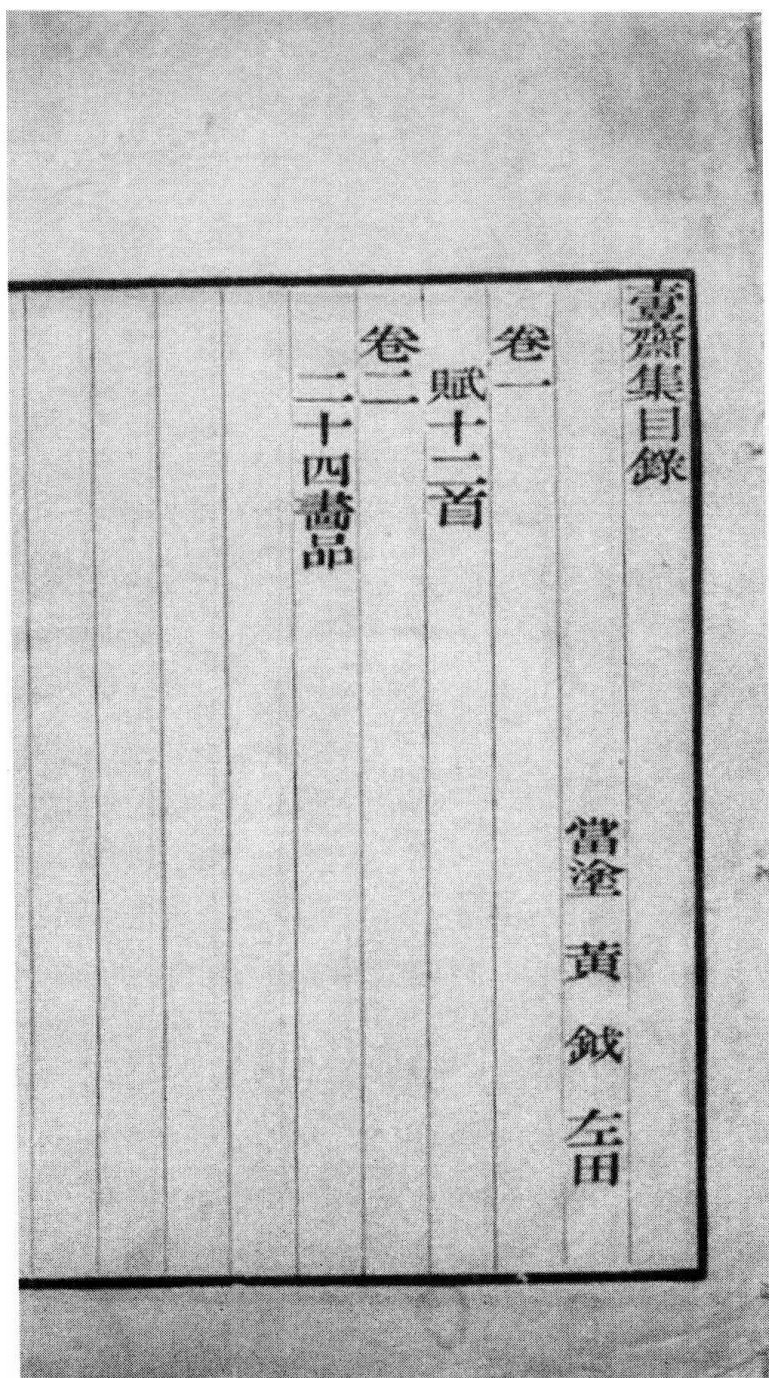 壹齋集目錄
當塗 黃 鉞 左田
卷一
賦十二首
卷二
二十四畫品